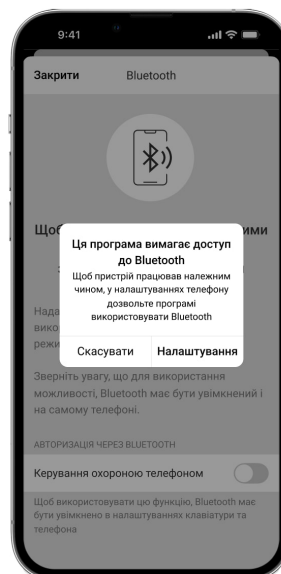 9:41
Закрити Bluetooth
Щоб ими
Ця програма вимагає доступ
до Bluetooth
Щоб пристрій працював належним
чином, у налаштуваннях телефону
дозвольте програмі
використовувати Bluetooth
Скасувати Налаштування
Нада
вико
режи
Зверніть увагу, що для використання
можливості, Bluetooth має бути увімкнений і
на самому телефоні.
АВТОРИЗАЦІЯ ЧЕРЕЗ BLUETOOTH
Керування охороною телефоном
Щоб використовувати цю функцію, Bluetooth має
бути увімкнено в налаштуваннях клавіатури та
телефона